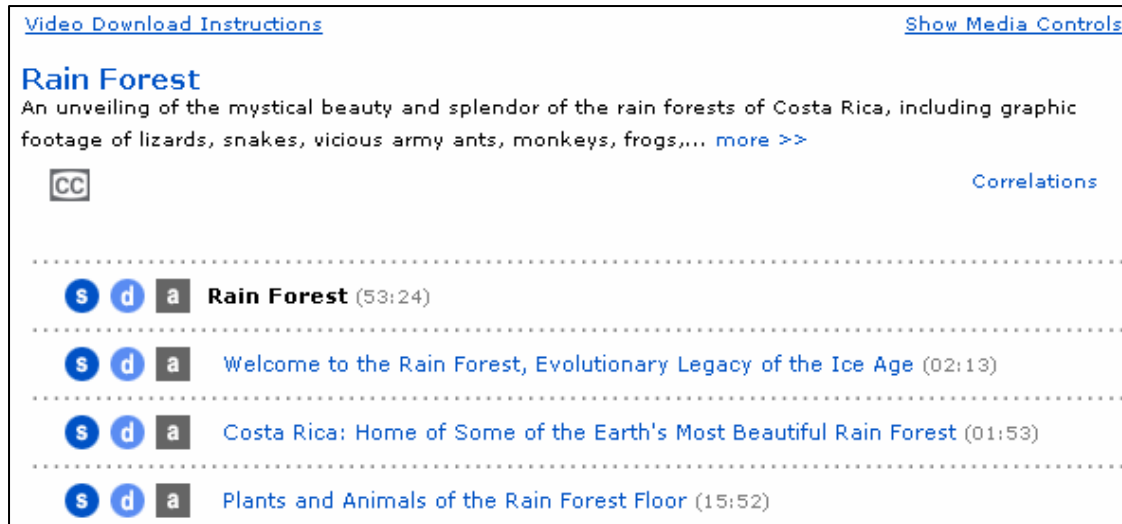 Video Download Instructions Show Media Controls
Rain Forest
An unveiling of the mystical beauty and splendor of the rain forests of Costa Rica, including graphic
footage of lizards, snakes, vicious army ants, monkeys, frogs,... more >>
CC Correlations
s d a Rain Forest (53:24)
s d a Welcome to the Rain Forest, Evolutionary Legacy of the Ice Age (02:13)
s d a Costa Rica: Home of Some of the Earth's Most Beautiful Rain Forest (01:53)
s d a Plants and Animals of the Rain Forest Floor (15:52)